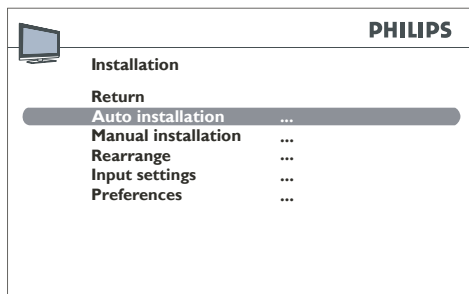 PHILIPS
Installation
Return
Auto installation ...
Manual installation ...
Rearrange ...
Input settings ...
Preferences ...